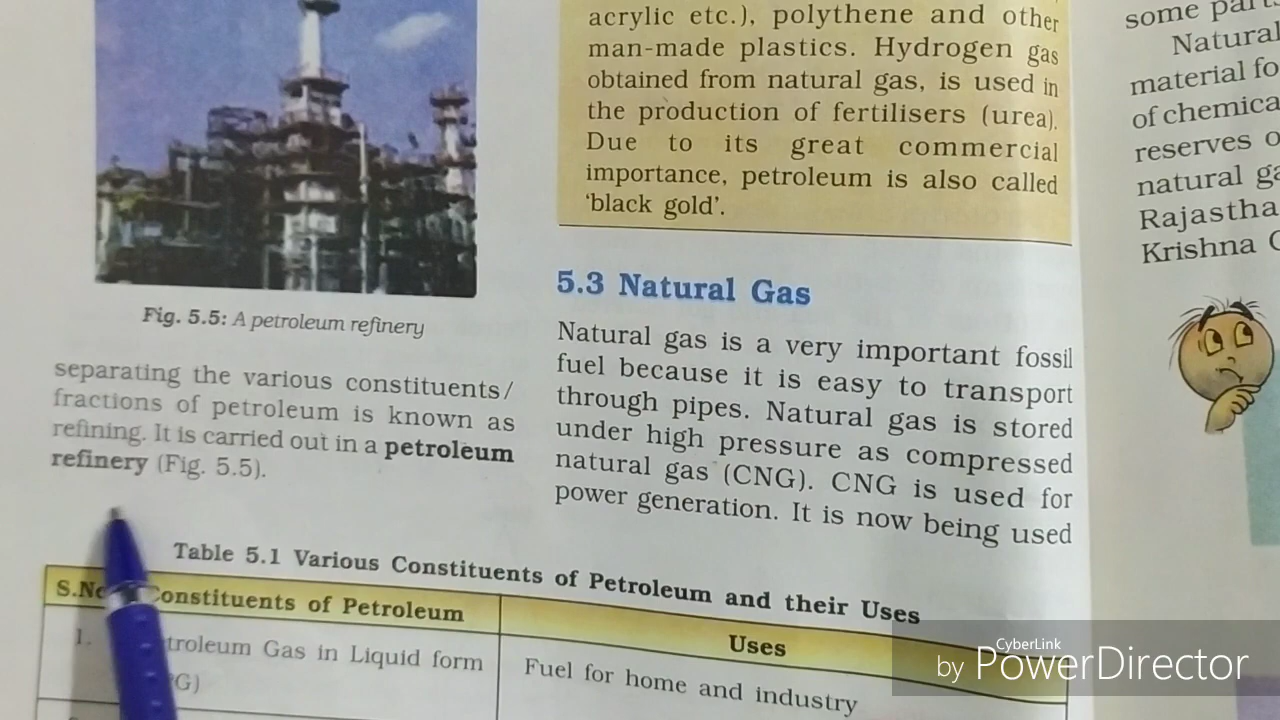 Fig. 5.5: A petroleum refinery
separating the various constituents/
fractions of petroleum is known as
refining. It is carried out in a petroleum
refinery (Fig. 5.5).
acrylic etc.), polythene and other
man-made plastics. Hydrogen gas
obtained from natural gas, is used in
the production of fertilisers (urea).
Due to its great commercial
importance, petroleum is also called
‘black gold’.
5.3 Natural Gas
Natural gas is a very important fossil
fuel because it is easy to transport
through pipes. Natural gas is stored
under high pressure as compressed
natural gas (CNG). CNG is used for
power generation. It is now being used
Table 5.1 Various Constituents of Petroleum and their Uses
Constituents of Petroleum
Uses
1. troleum Gas in Liquid form
G)
Fuel for home and industry
some
Natural
material fo
of chemica
reserves o
natural ga
Rajastha
Krishna
CyberLink
by PowerDirector